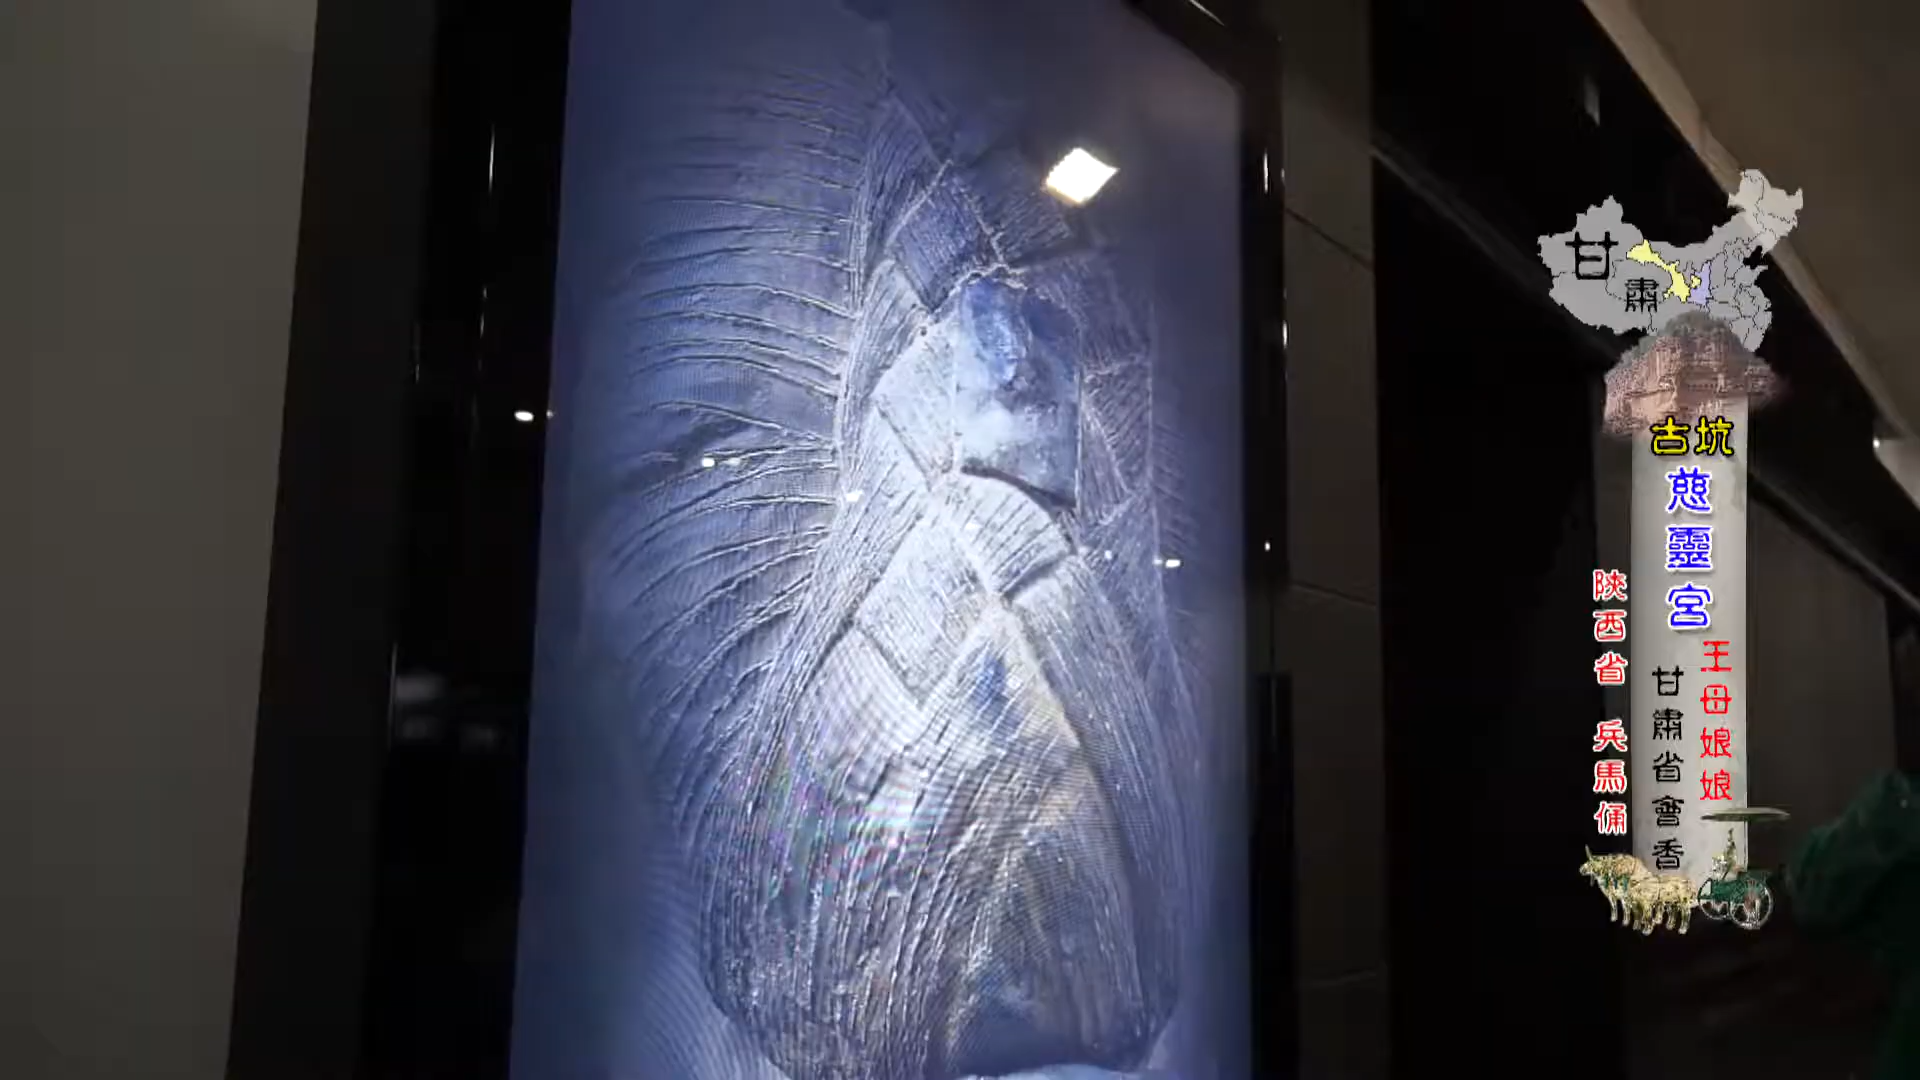 甘肅
古坑
慈靈宮
王母娘娘
甘肅省會香
陝西省 兵馬俑